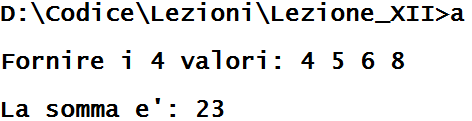 D:\Codice\Lezioni\Lezione_XII>a
Fornire i 4 valori: 4 5 6 8
La somma e': 23